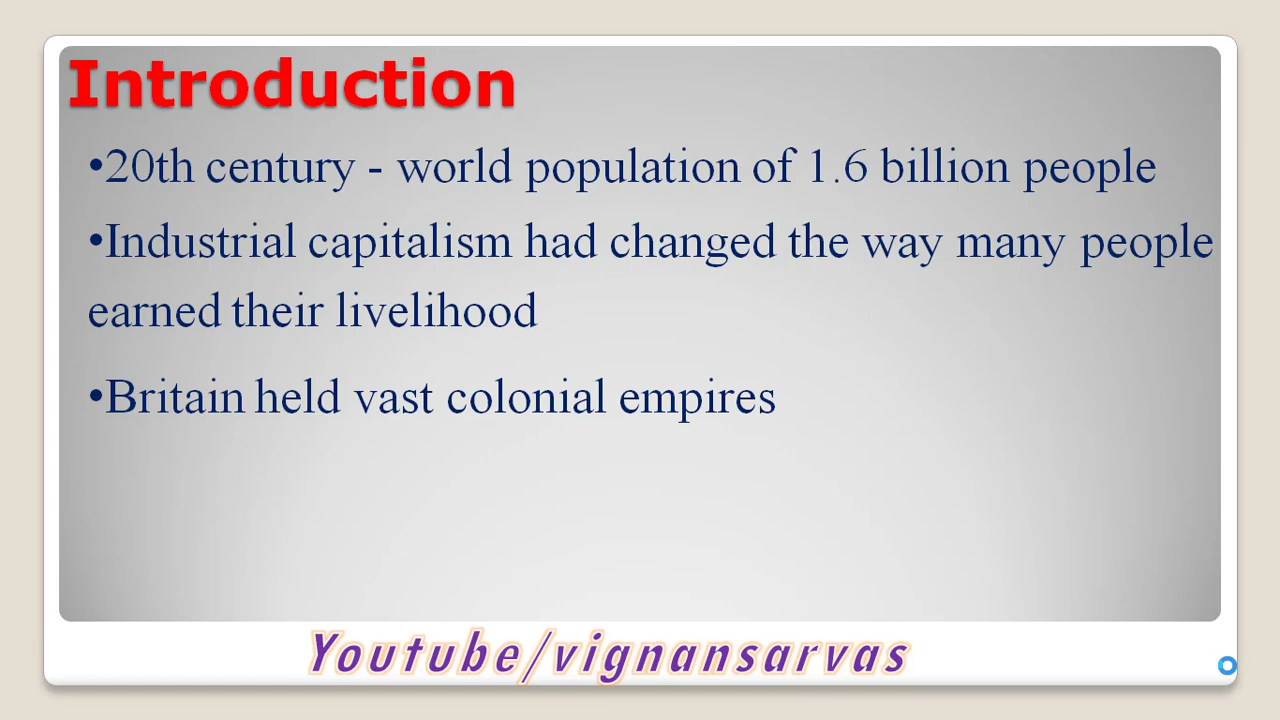 Introduction
•20th century - world population of 1.6 billion people
•Industrial capitalism had changed the way many people
earned their livelihood
•Britain held vast colonial empires
Youtube/vignansarvas